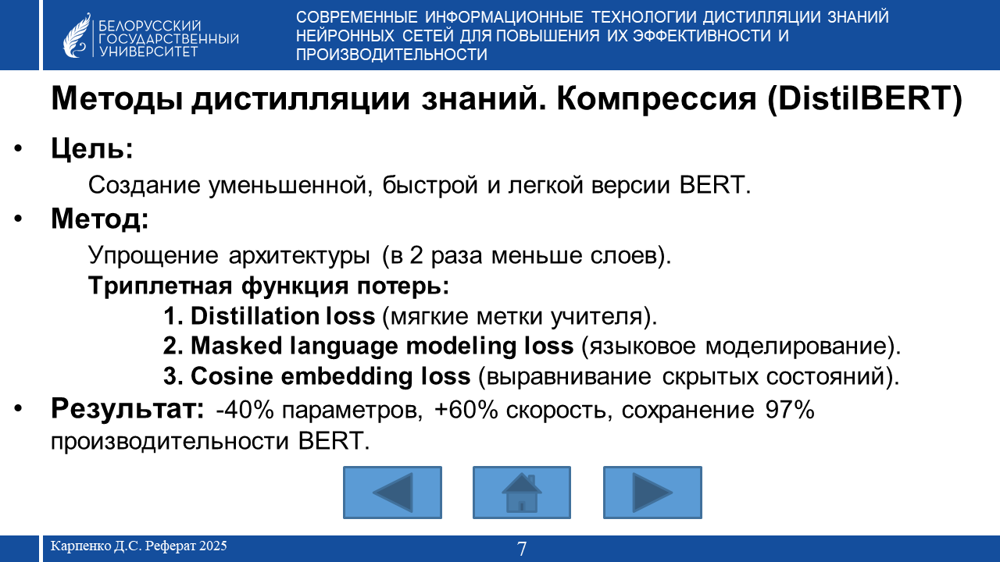 БЕЛОРУССКИЙ
ГОСУДАРСТВЕННЫЙ
УНИВЕРСИТЕТ
СОВРЕМЕННЫЕ ИНФОРМАЦИОННЫЕ ТЕХНОЛОГИИ ДИСТИЛЛЯЦИИ ЗНАНИЙ
НЕЙРОННЫХ СЕТЕЙ ДЛЯ ПОВЫШЕНИЯ ИХ ЭФФЕКТИВНОСТИ И
ПРОИЗВОДИТЕЛЬНОСТИ
Методы дистилляции знаний. Компрессия (DistilBERT)
• Цель:
Создание уменьшенной, быстрой и легкой версии BERT.
• Метод:
Упрощение архитектуры (в 2 раза меньше слоев).
Триплетная функция потерь:
1. Distillation loss (мягкие метки учителя).
2. Masked language modeling loss (языковое моделирование).
3. Cosine embedding loss (выравнивание скрытых состояний).
• Результат: -40% параметров, +60% скорость, сохранение 97%
производительности BERT.
Карпенко Д.С. Реферат 2025
7